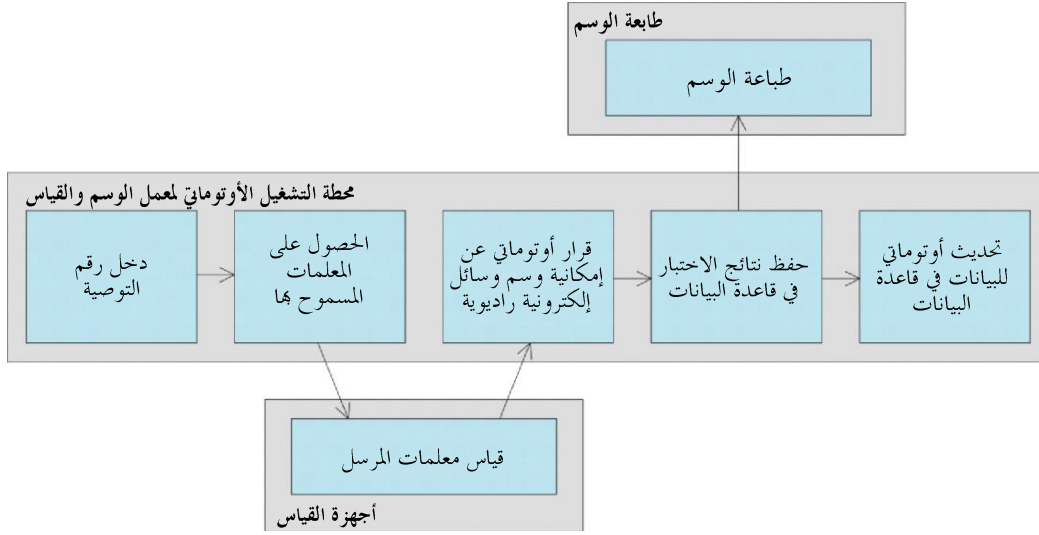 طابعة الوسم
طباعة الوسم
محطة التشغيل الأوتوماتي لمعمل الوسم والقياس
دخل رقم
التوصية
الحصول على
المعلمات
المسموح بها
قرار أوتوماتي عن
إمكانية وسم وسائل
إلكترونية راديوية
حفظ نتائج الاختبار
في قاعدة البيانات
تحديث أوتوماتي
للبيانات في قاعدة
البيانات
قياس معلمات المرسل
أجهزة القياس